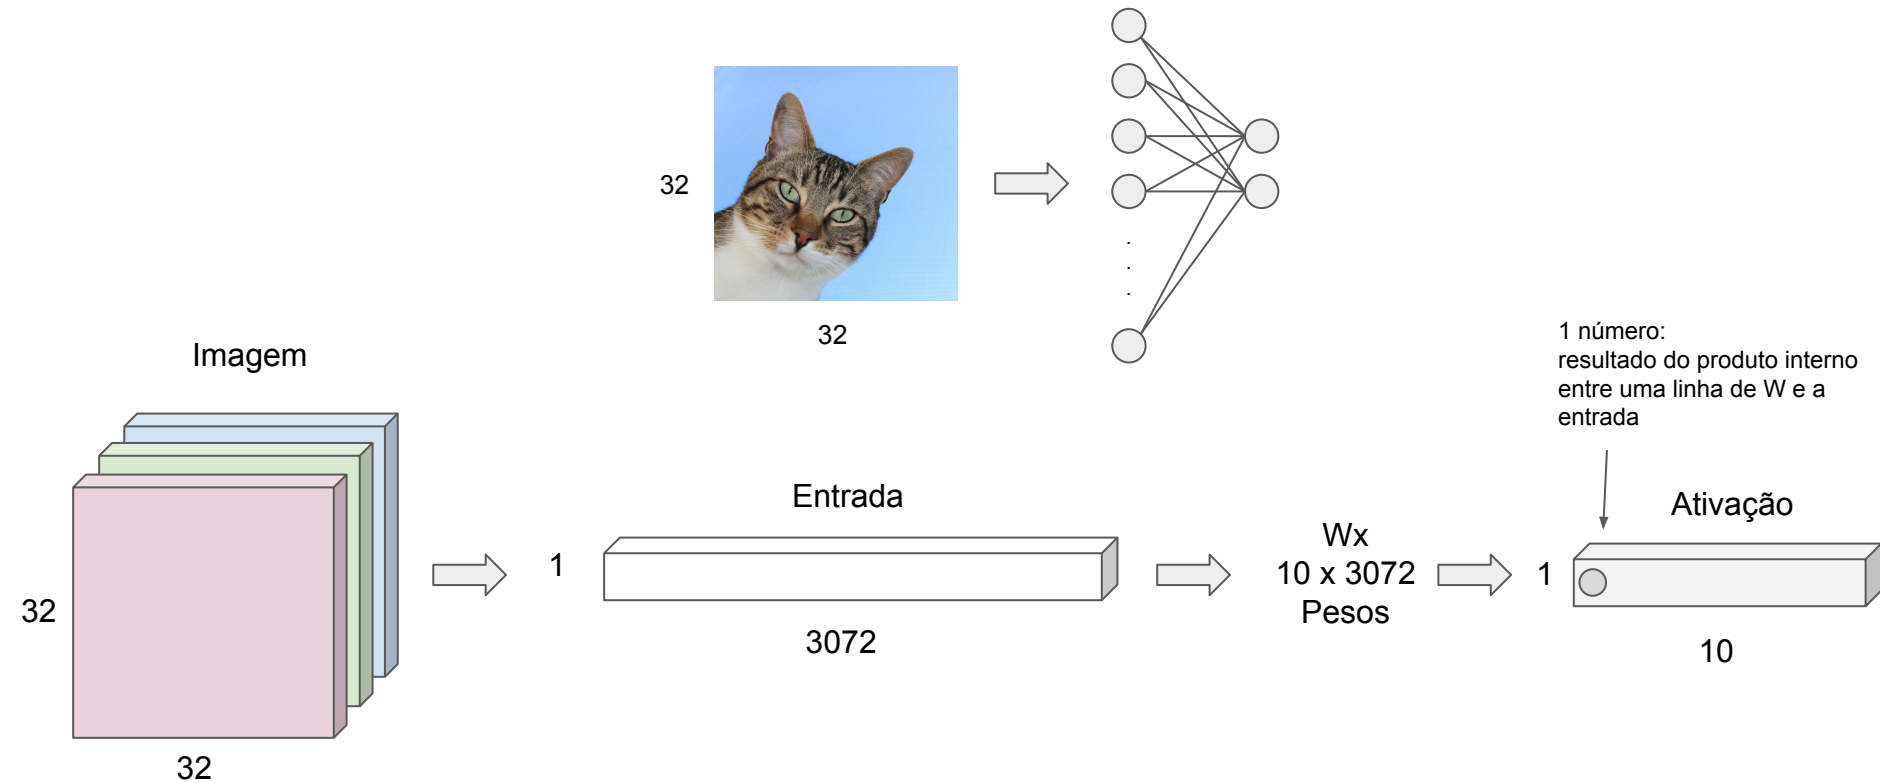 32
32
Imagem
1 número:
resultado do produto interno
entre uma linha de W e a
entrada
Entrada
Ativação
32
1
Wx
10 x 3072
Pesos
1
3072
10
32